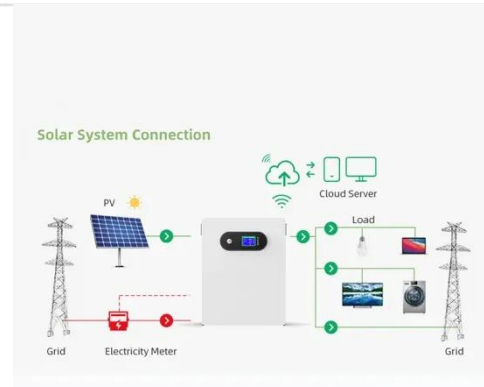 Solar System Connection
Cloud Server
PV
Load
Grid
Electricity Meter
Grid